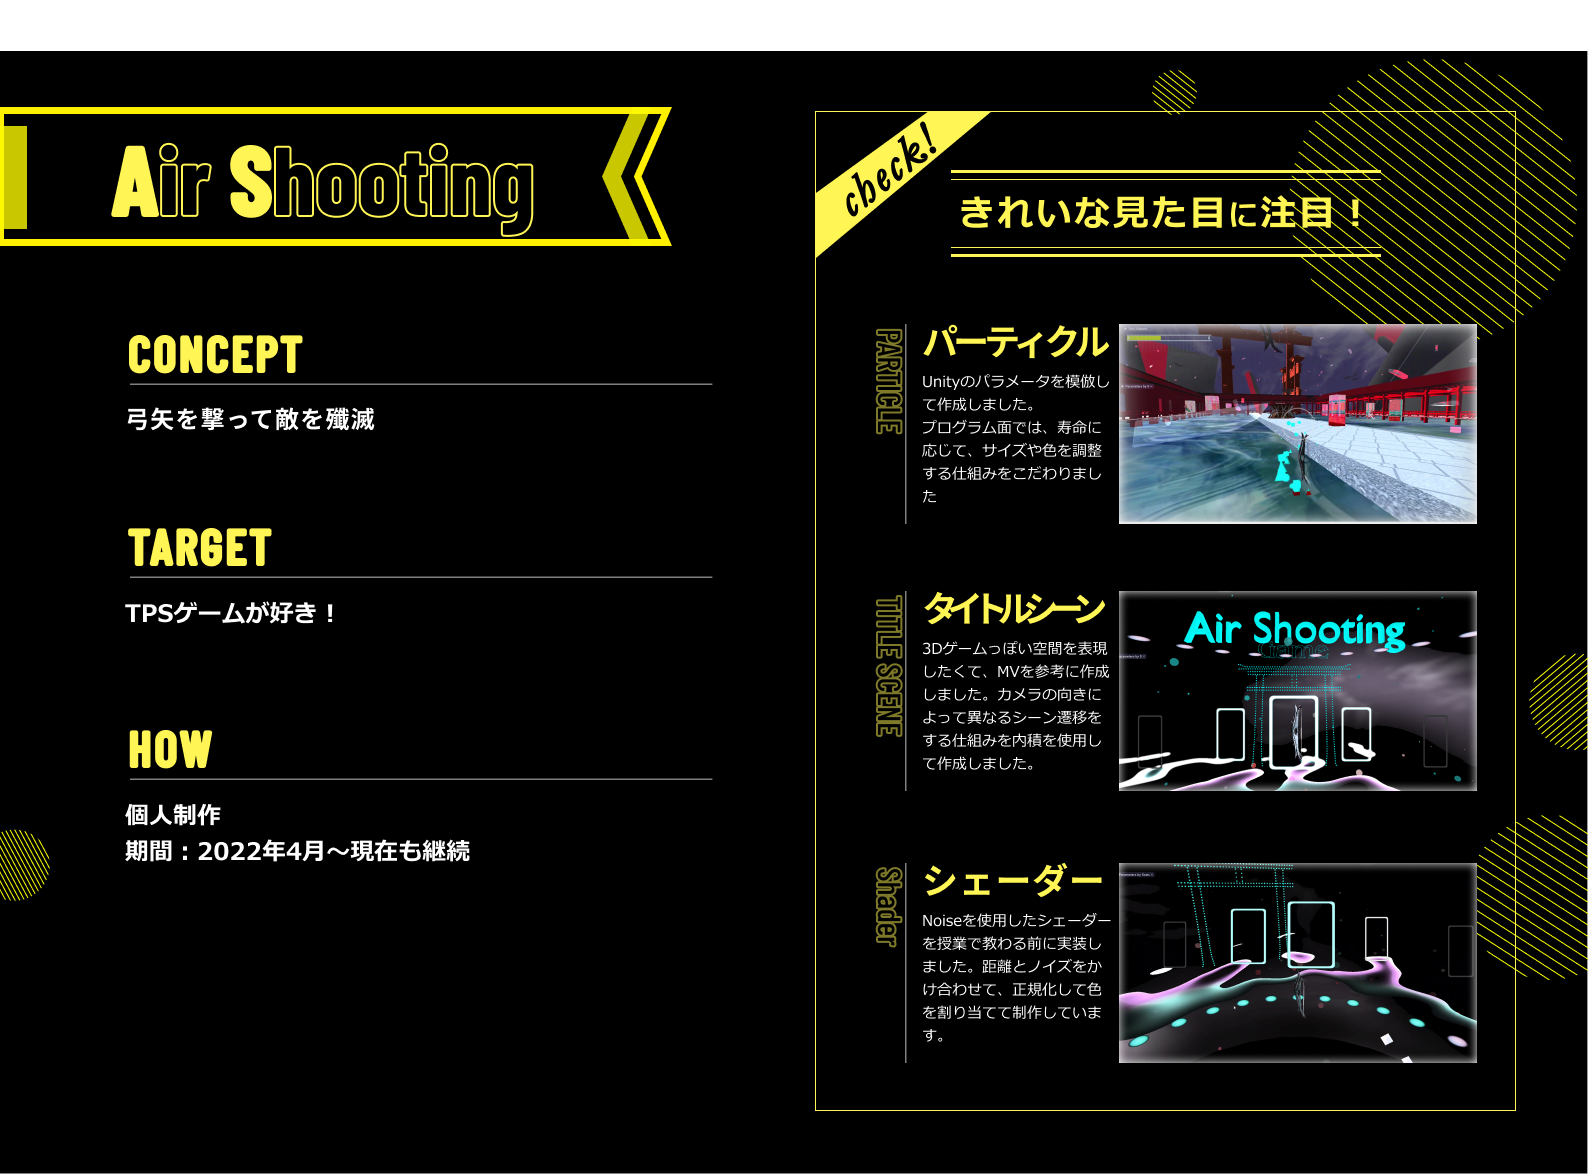 Air Shooting
CONCEPT
弓矢を撃って敵を殲滅
TARGET
TPSゲームが好き！
HOW
個人制作
期間：2022年4月～現在も継続
check!
きれいな見た目に注目！
PARTICLE
パーティクル
Unityのパラメータを模倣し
て作成しました。
プログラム面では、寿命に
応じて、サイズや色を調整
する仕組みをこだわりまし
た
TITLE SCENE
タイトルシーン
3Dゲームっぽい空間を表現
したくて、MVを参考に作成
しました。カメラの向きに
よって異なるシーン遷移を
する仕組みを内積を使用し
て作成しました。
Air Shooting
Game
Shader
シェーダー
Noiseを使用したシェーダー
を授業で教わる前に実装し
ました。距離とノイズをか
け合わせて、正規化して色
を割り当てて制作していま
す。